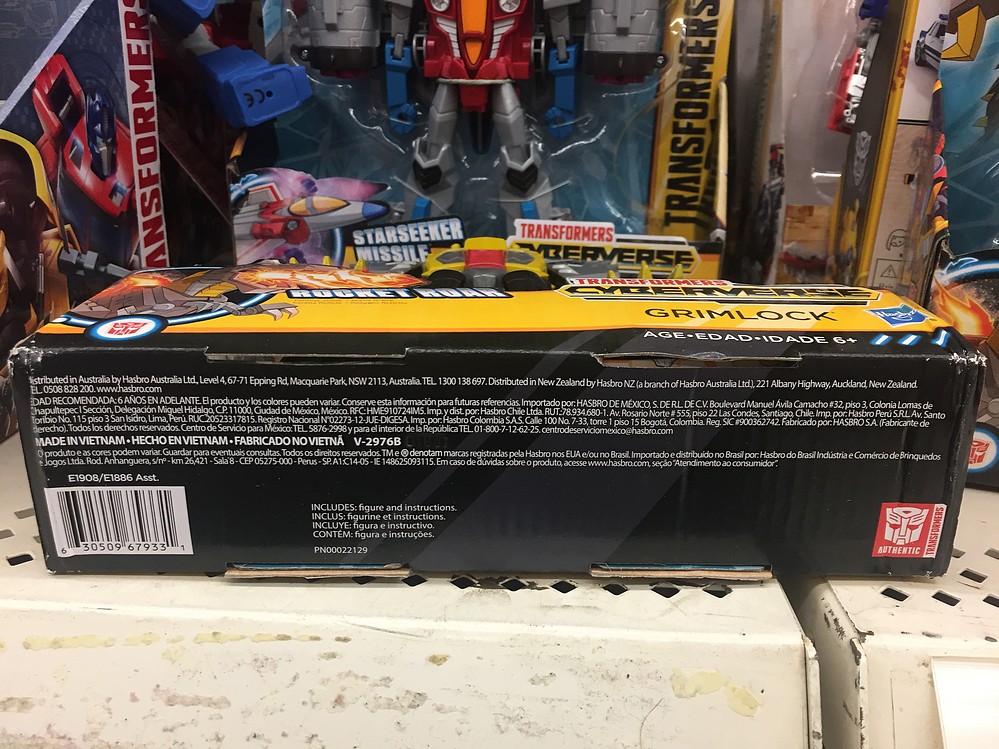 TRANSFORMERS
TRANSFORMERS
CE
STARSEEKER
MISSILE
TRANSFORMERS
CYBERVERSE
ROCKET ROAR
TRANSFORMERS
CYBERVERSE
GRIMLOCK
Hasbro
AGE•EDAD•IDADE 6+
Distributed in Australia by Hasbro Australia Ltd., Level 4, 67-71 Epping Rd, Macquarie Park, NSW 2113, Australia. TEL. 1300 138 697. Distributed in New Zealand by Hasbro NZ (a branch of Hasbro Australia Ltd.), 221 Albany Highway, Auckland, New Zealand.
TEL. 0508 828 200. www.hasbro.com
EDAD RECOMENDADA: 6 AÑOS EN ADELANTE. El producto y los colores pueden variar. Conserve esta información para futuras referencias. Importado por: HASBRO DE MÉXICO, S. DE R.L. DE C.V. Boulevard Manuel Ávila Camacho #32, piso 3, Colonia Lomas de
Chapultepec I Sección, Delegación Miguel Hidalgo, C.P. 11000, Ciudad de México, México. RFC: HME910724IM5. Imp. y dist. por: Hasbro Chile Ltda. RUT.:78.934.680-1. Av. Rosario Norte # 555, piso 22 Las Condes, Santiago, Chile. Imp. por: Hasbro Perú S.R.L. Av. Santo
Toribio No. 115 piso 3 San Isidro, Lima, Perú. RUC. 20523317815. Registro Nacional N°02273-12-JUE-DIGESA. Imp. por: Hasbro Colombia S.A.S. Calle 100 No. 7-33, torre 1 piso 15 Bogotá, Colombia. Reg. SIC #900362742. Fabricado por: HASBRO S.A. (Fabricante de
derecho). Todos los derechos reservados. Centro de Servicio para México: TEL. 5876-2998 y para el interior de la República TEL. 01-800-7-12-62-25. centrodeserviciomexico@hasbro.com
MADE IN VIETNAM • HECHO EN VIETNAM • FABRICADO NO VIETNÃ V-2976B
O produto e as cores podem variar. Guardar para eventuais consultas. Todos os direitos reservados. TM e ® denotam marcas registradas pela Hasbro nos EUA e/ou no Brasil. Importado e distribuído no Brasil por: Hasbro do Brasil Indústria e Comércio de Brinquedos
e Jogos Ltda. Rod. Anhanguera, s/nº - km 26,421 - Sala 8 - CEP 05275-000 - Perus - SP. A1:C14-05 - IE 148625093115. Em caso de dúvidas sobre o produto, acesse www.hasbro.com, seção "Atendimento ao consumidor".
E1908/E1886 Asst.
6 30509 67933 1
INCLUDES: figure and instructions.
INCLUS: figurine et instructions.
INCLUYE: figura e instructivo.
CONTÉM: figura e instruções.
PN00022129
AUTHENTIC
TRANSFORMERS